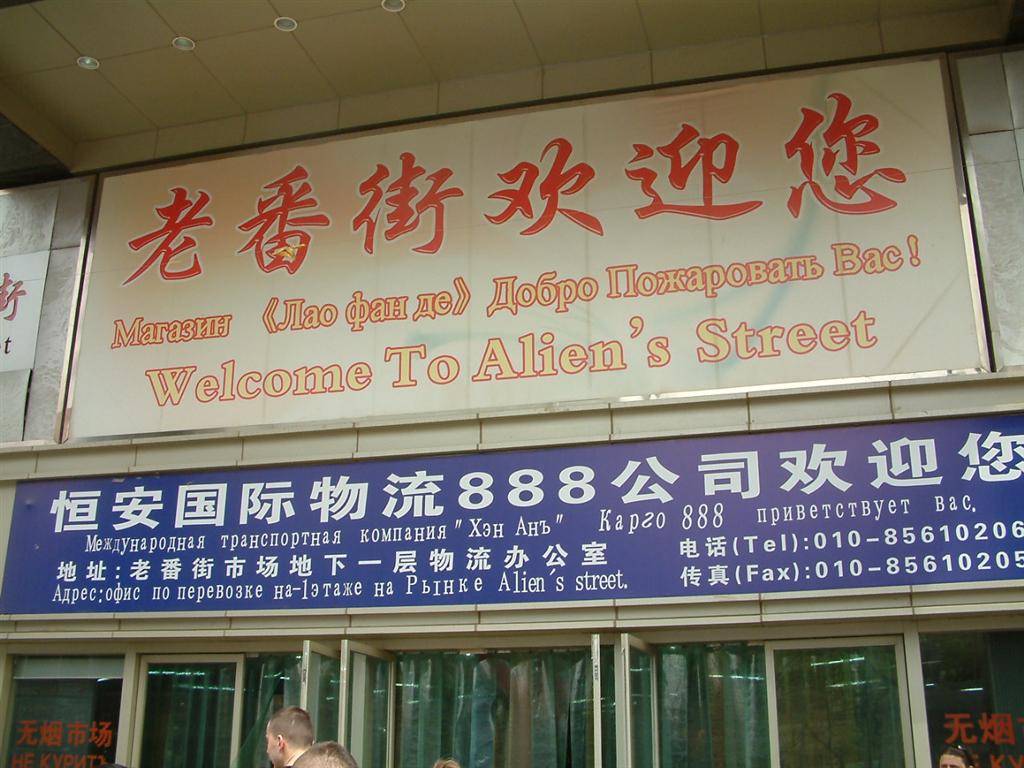 老番街欢迎您
Магазин 《Лао фан де》 Добро Пожаровать Вас!
Welcome To Alien's Street
街
t
恒安国际物流888公司欢迎您
Международная транспортная компания "Хэн Анъ" Карго 888 приветствует вас.
地址:老番街市场地下一层物流办公室
电话(Tel):010-85610206
Адрес:офис по перевозке на-1этаже на Рынке Alien's street.
传真(Fax):010-85610205
无烟市场
НЕ КУРИТЬ
无烟
НЕ К